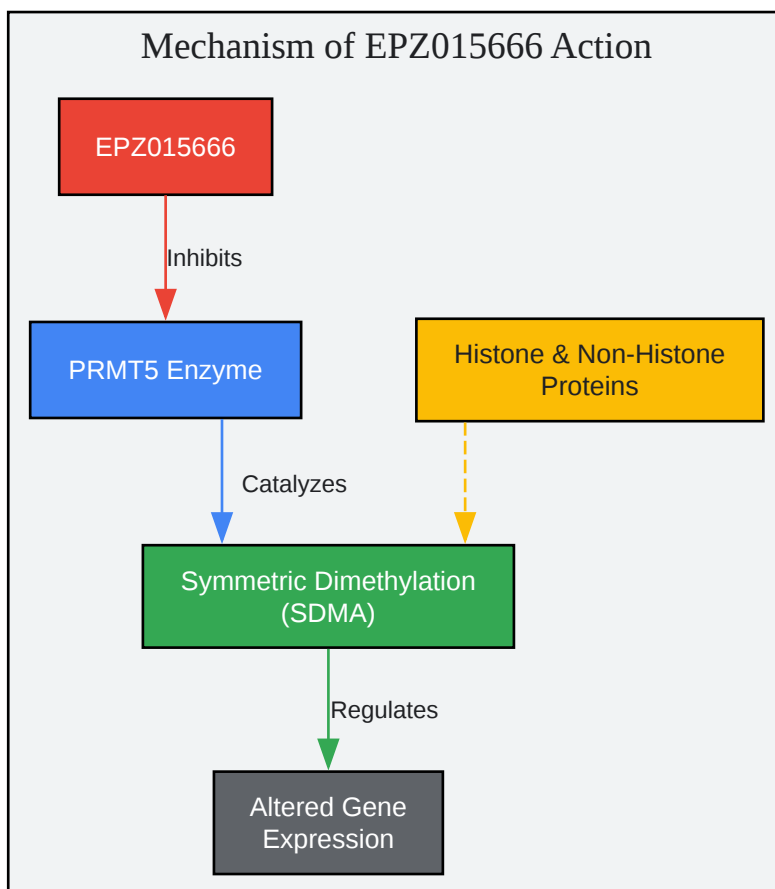 Mechanism of EPZ015666 Action
EPZ015666
Inhibits
PRMT5 Enzyme
Histone & Non-Histone
Proteins
Catalyzes
Symmetric Dimethylation
(SDMA)
Regulates
Altered Gene
Expression